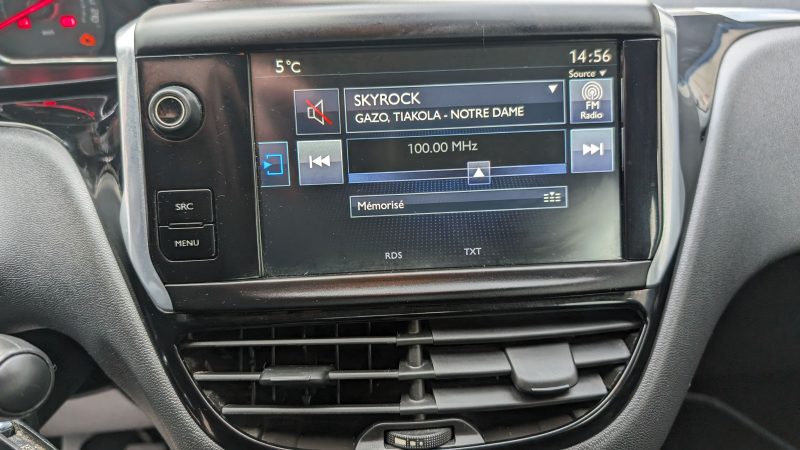 5°C
14:56
Source
SKYROCK
GAZO, TIAKOLA - NOTRE DAME
FM
Radio
100.00 MHz
SRC
Mémorisé
MENU
RDS
TXT